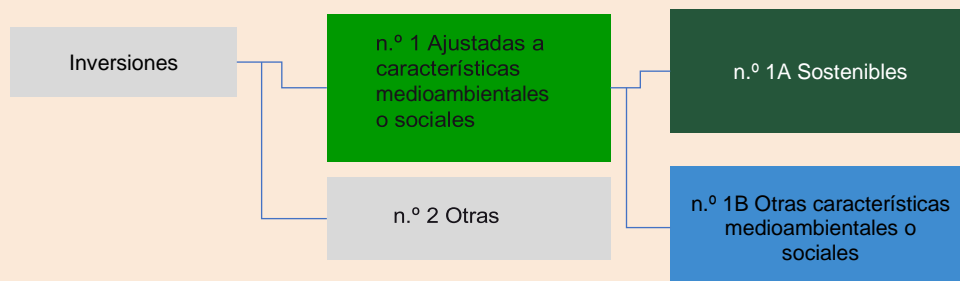 Inversiones
n.º 1 Ajustadas a
características
medioambientales
o sociales
n.º 2 Otras
n.º 1A Sostenibles
n.º 1B Otras características
medioambientales o
sociales